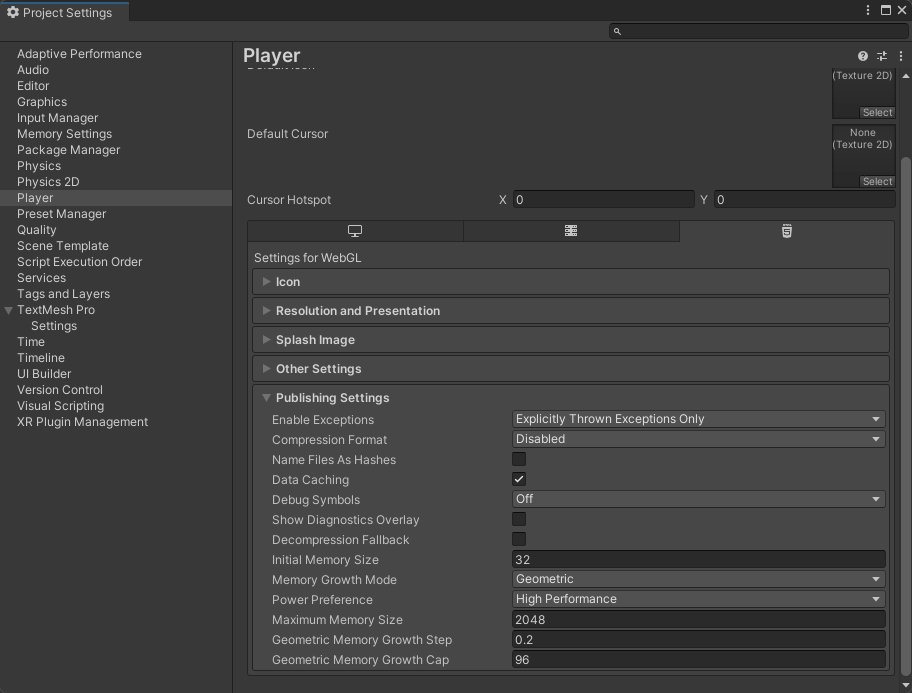 Project Settings
Adaptive Performance
Audio
Editor
Graphics
Input Manager
Memory Settings
Package Manager
Physics
Physics 2D
Player
Preset Manager
Quality
Scene Template
Script Execution Order
Services
Tags and Layers
TextMesh Pro
Settings
Time
Timeline
UI Builder
Version Control
Visual Scripting
XR Plugin Management
Player
(Texture 2D)
Select
Default Cursor
None
(Texture 2D)
Select
Cursor Hotspot X 0 Y 0
Settings for WebGL
Icon
Resolution and Presentation
Splash Image
Other Settings
Publishing Settings
Enable Exceptions Explicitly Thrown Exceptions Only
Compression Format Disabled
Name Files As Hashes
Data Caching
Debug Symbols Off
Show Diagnostics Overlay
Decompression Fallback
Initial Memory Size 32
Memory Growth Mode Geometric
Power Preference High Performance
Maximum Memory Size 2048
Geometric Memory Growth Step 0.2
Geometric Memory Growth Cap 96